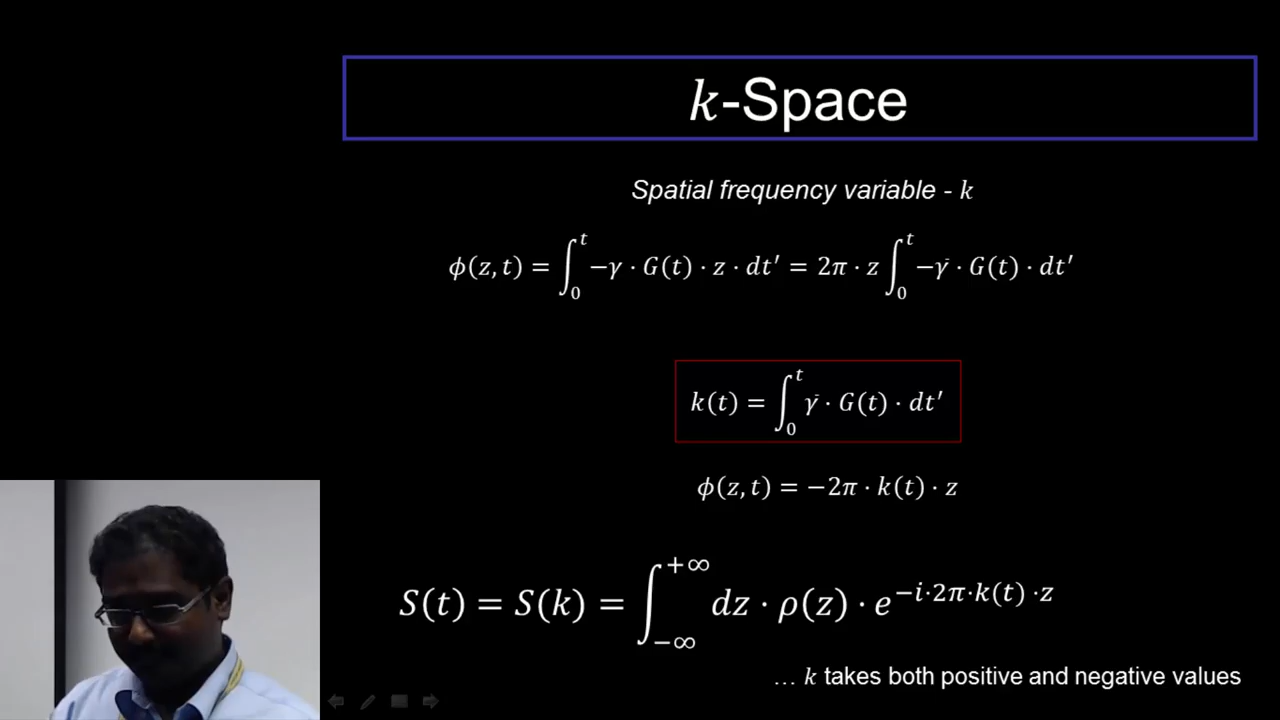 k-Space
Spatial frequency variable - k
ϕ(z, t) = ∫₀ᵗ −γ · G(t) · z · dt′ = 2π · z ∫₀ᵗ −γ̵ · G(t) · dt′
k(t) = ∫₀ᵗ γ̵ · G(t) · dt′
ϕ(z, t) = −2π · k(t) · z
S(t) = S(k) = ∫₋∞⁺∞ dz · ρ(z) · e^{−i·2π·k(t)·z}
… k takes both positive and negative values